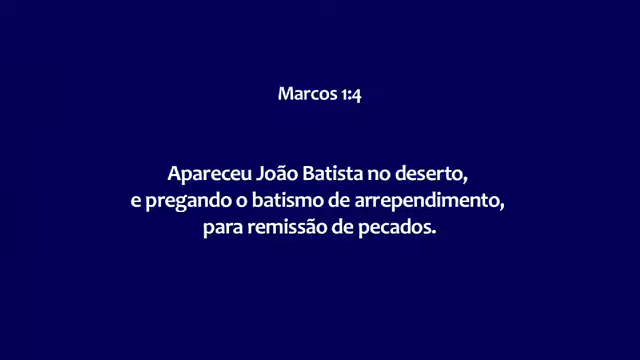 Marcos 1:4
Apareceu João Batista no deserto,
e pregando o batismo de arrependimento,
para remissão de pecados.